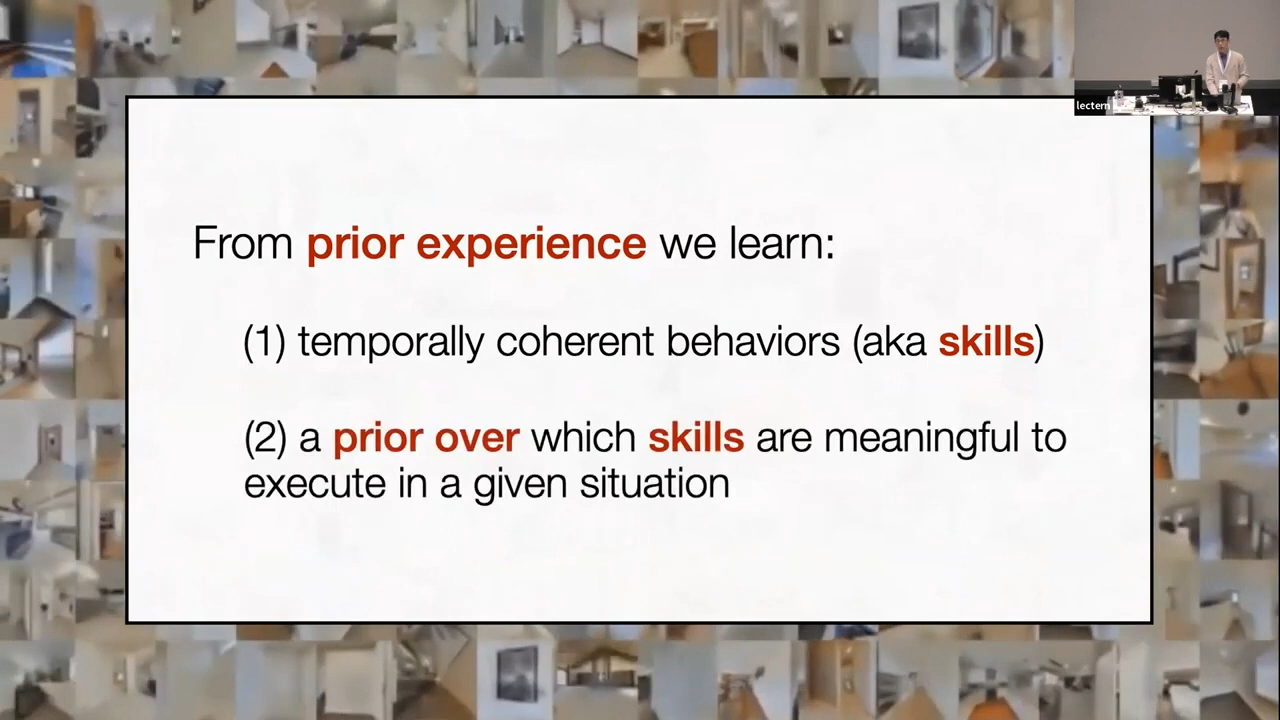 lectern
From prior experience we learn:
(1) temporally coherent behaviors (aka skills)
(2) a prior over which skills are meaningful to
execute in a given situation